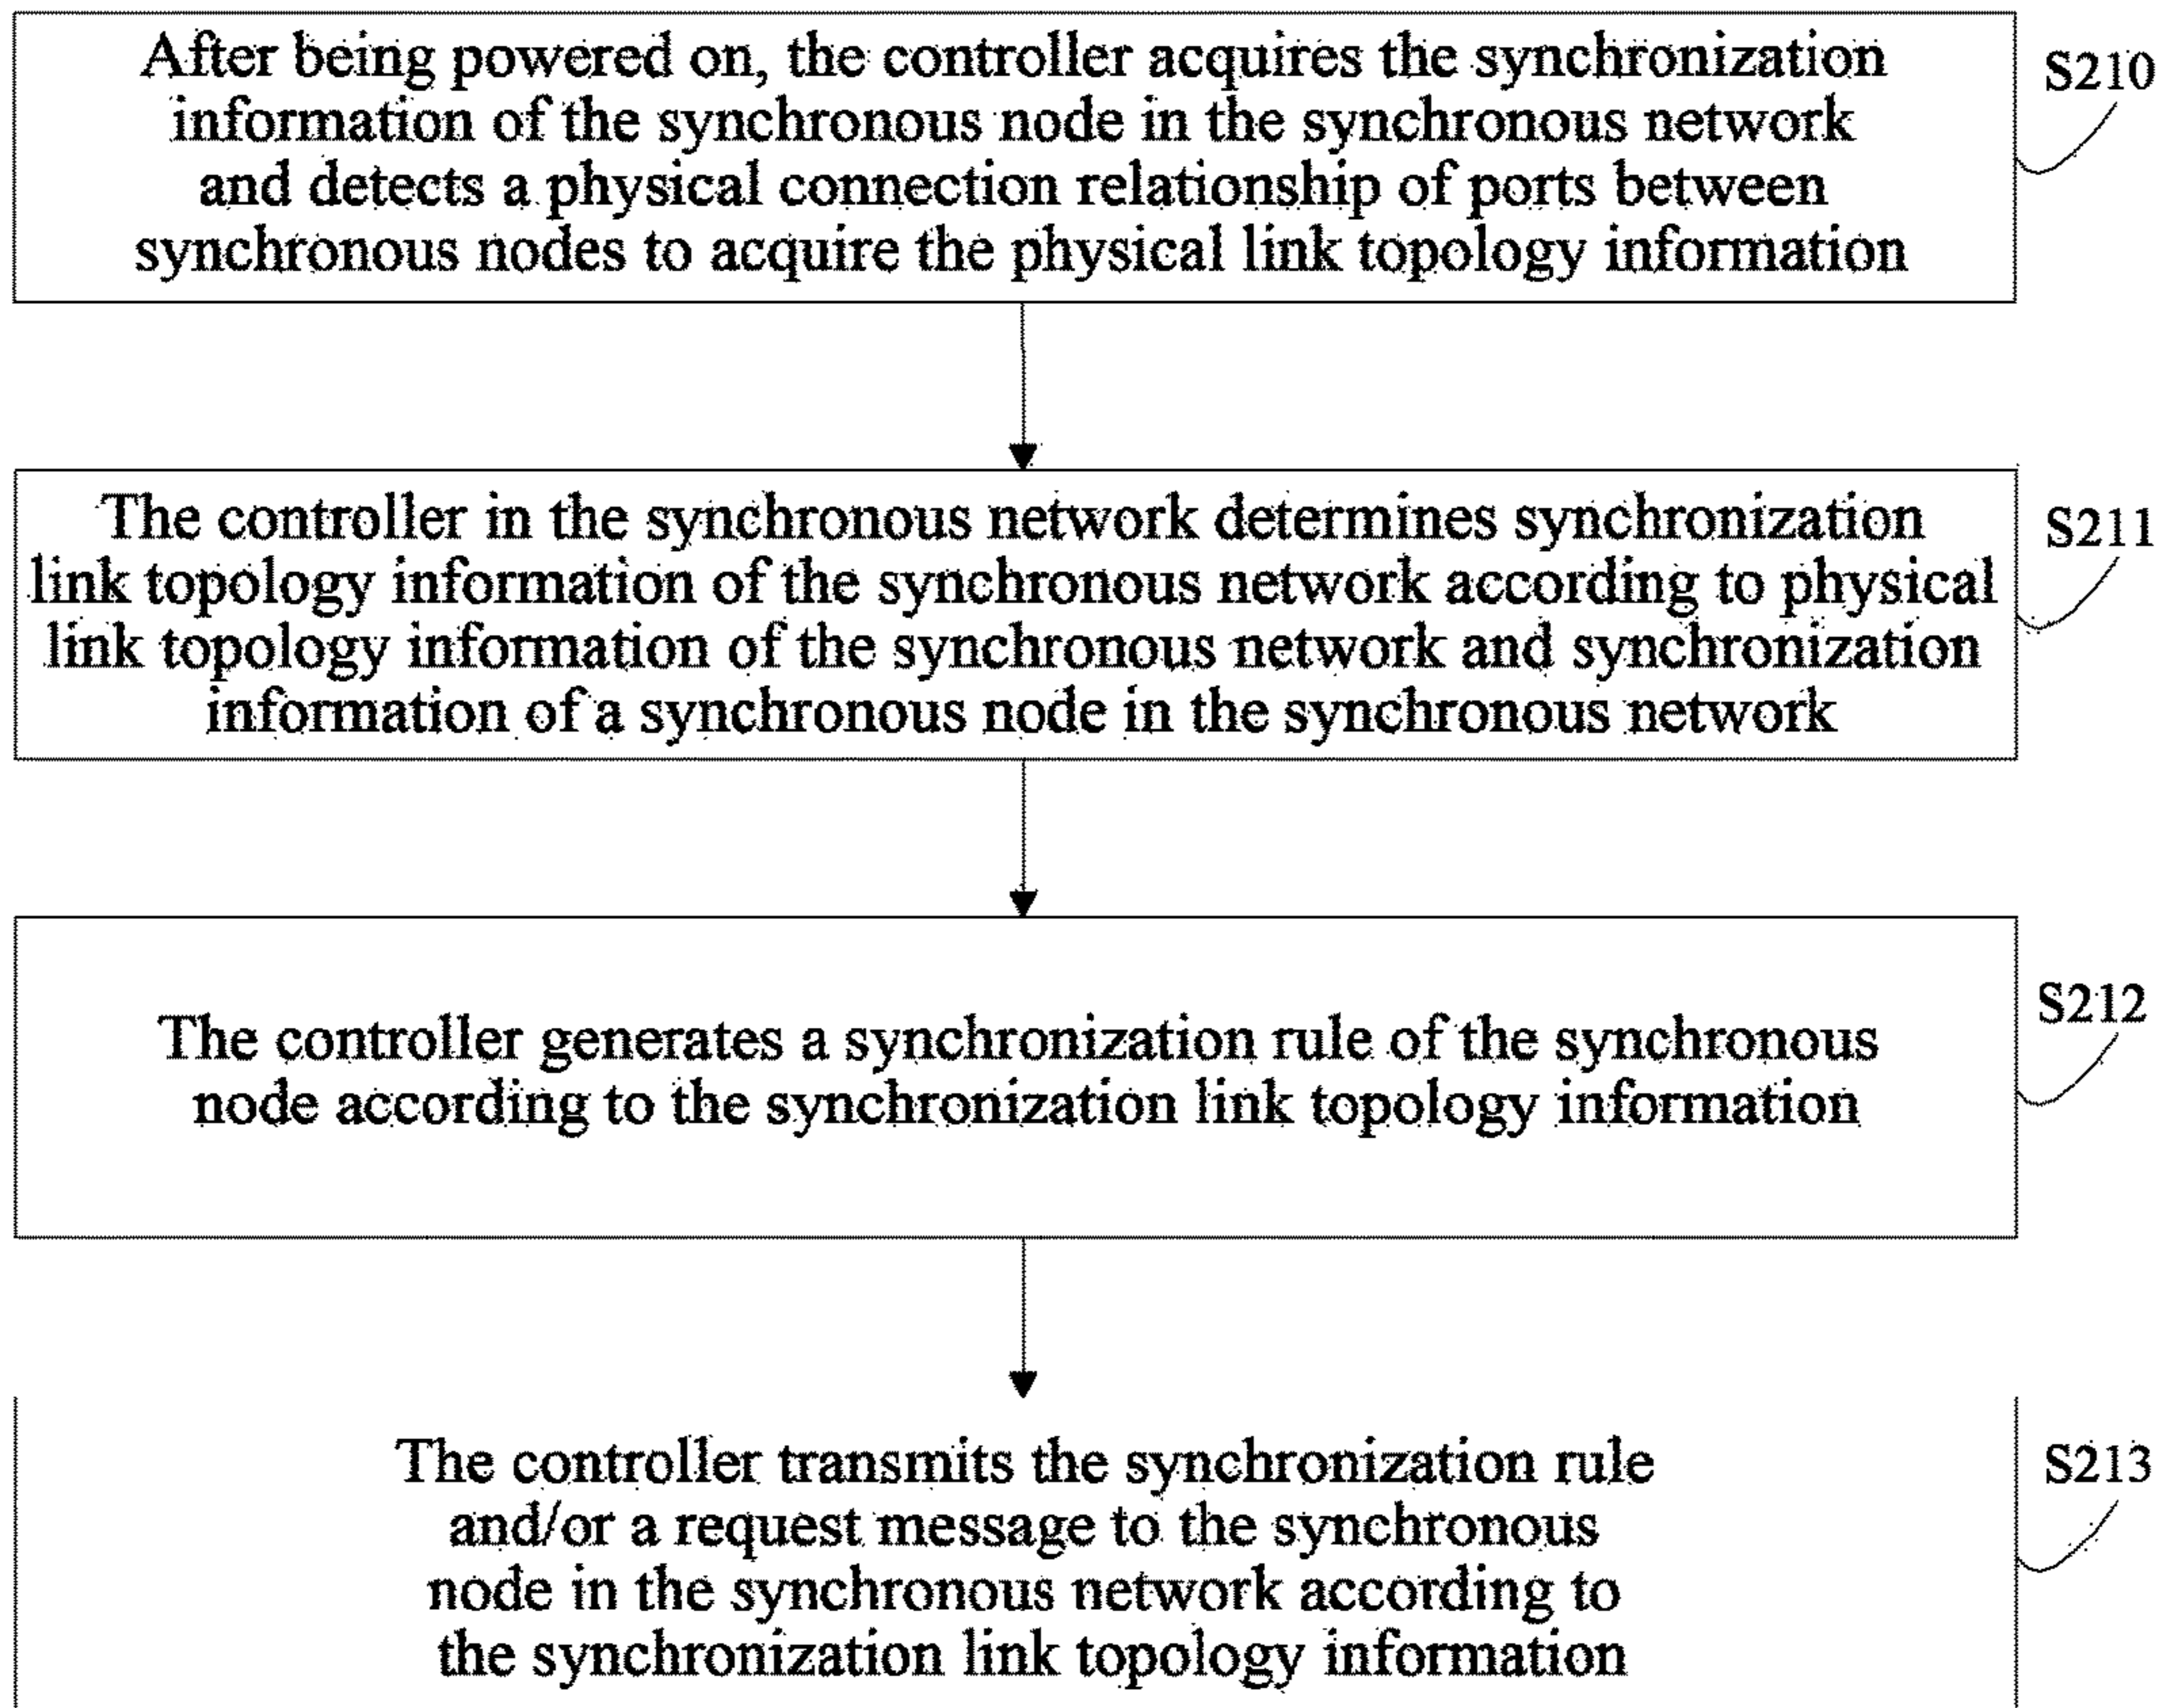 After being powered on, the controller acquires the synchronization
information of the synchronous node in the synchronous network
and detects a physical connection relationship of ports between
synchronous nodes to acquire the physical link topology information
S210
The controller in the synchronous network determines synchronization
link topology information of the synchronous network according to physical
link topology information of the synchronous network and synchronization
information of a synchronous node in the synchronous network
S211
The controller generates a synchronization rule of the synchronous
node according to the synchronization link topology information
S212
The controller transmits the synchronization rule
and/or a request message to the synchronous
node in the synchronous network according to
the synchronization link topology information
S213